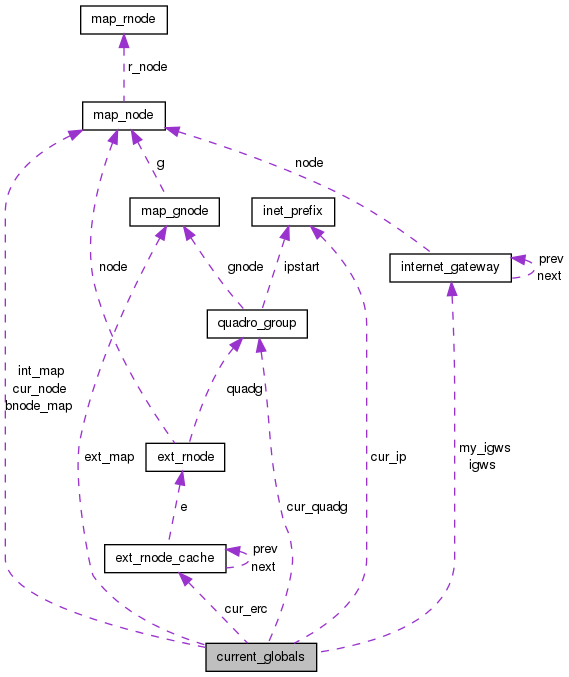 map_rnode
r_node
map_node
g
node
map_gnode
inet_prefix
prev
internet_gateway
node
gnode
ipstart
next
quadro_group
int_map
cur_node
quadg
bnode_map
my_igws
ext_map
ext_rnode
cur_ip
igws
e
cur_quadg
prev
ext_rnode_cache
next
cur_erc
current_globals